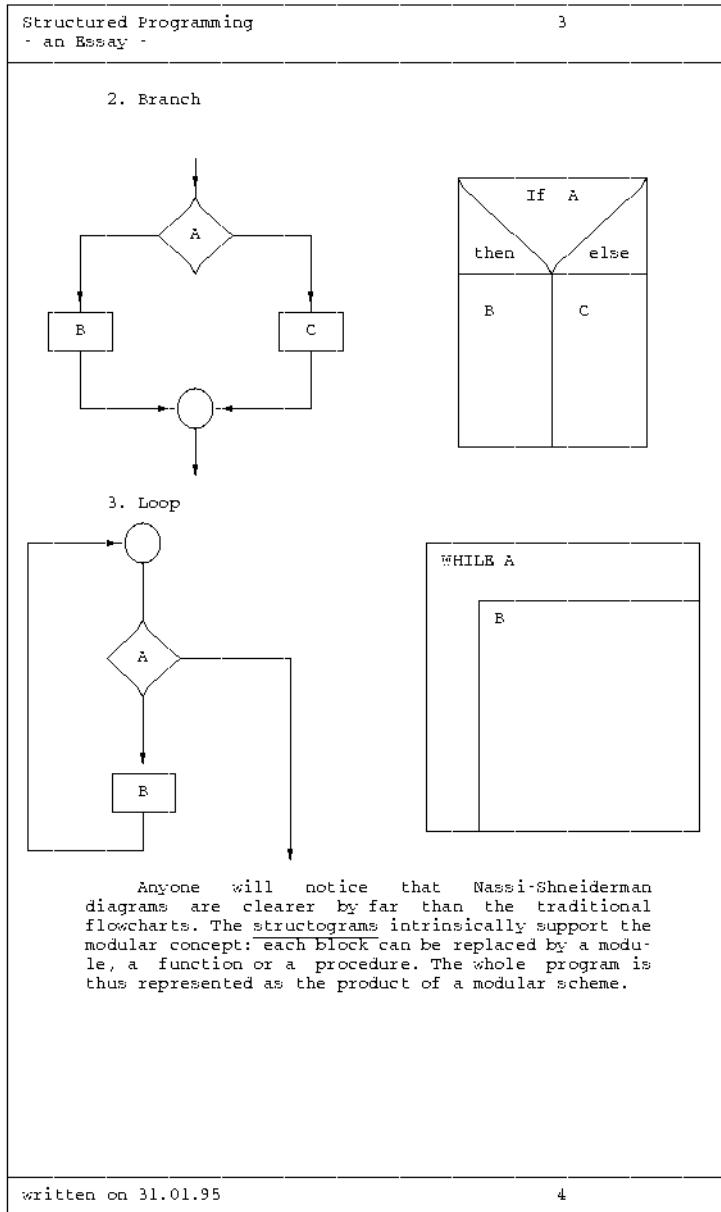 Structured Programming 3
- an Essay -
2. Branch
A
B
C
If A
then else
B C
3. Loop
A
B
WHILE A
B
Anyone will notice that Nassi-Shneiderman
diagrams are clearer by far than the traditional
flowcharts. The structograms intrinsically support the
modular concept: each block can be replaced by a modu-
le, a function or a procedure. The whole program is
thus represented as the product of a modular scheme.
written on 31.01.95 4